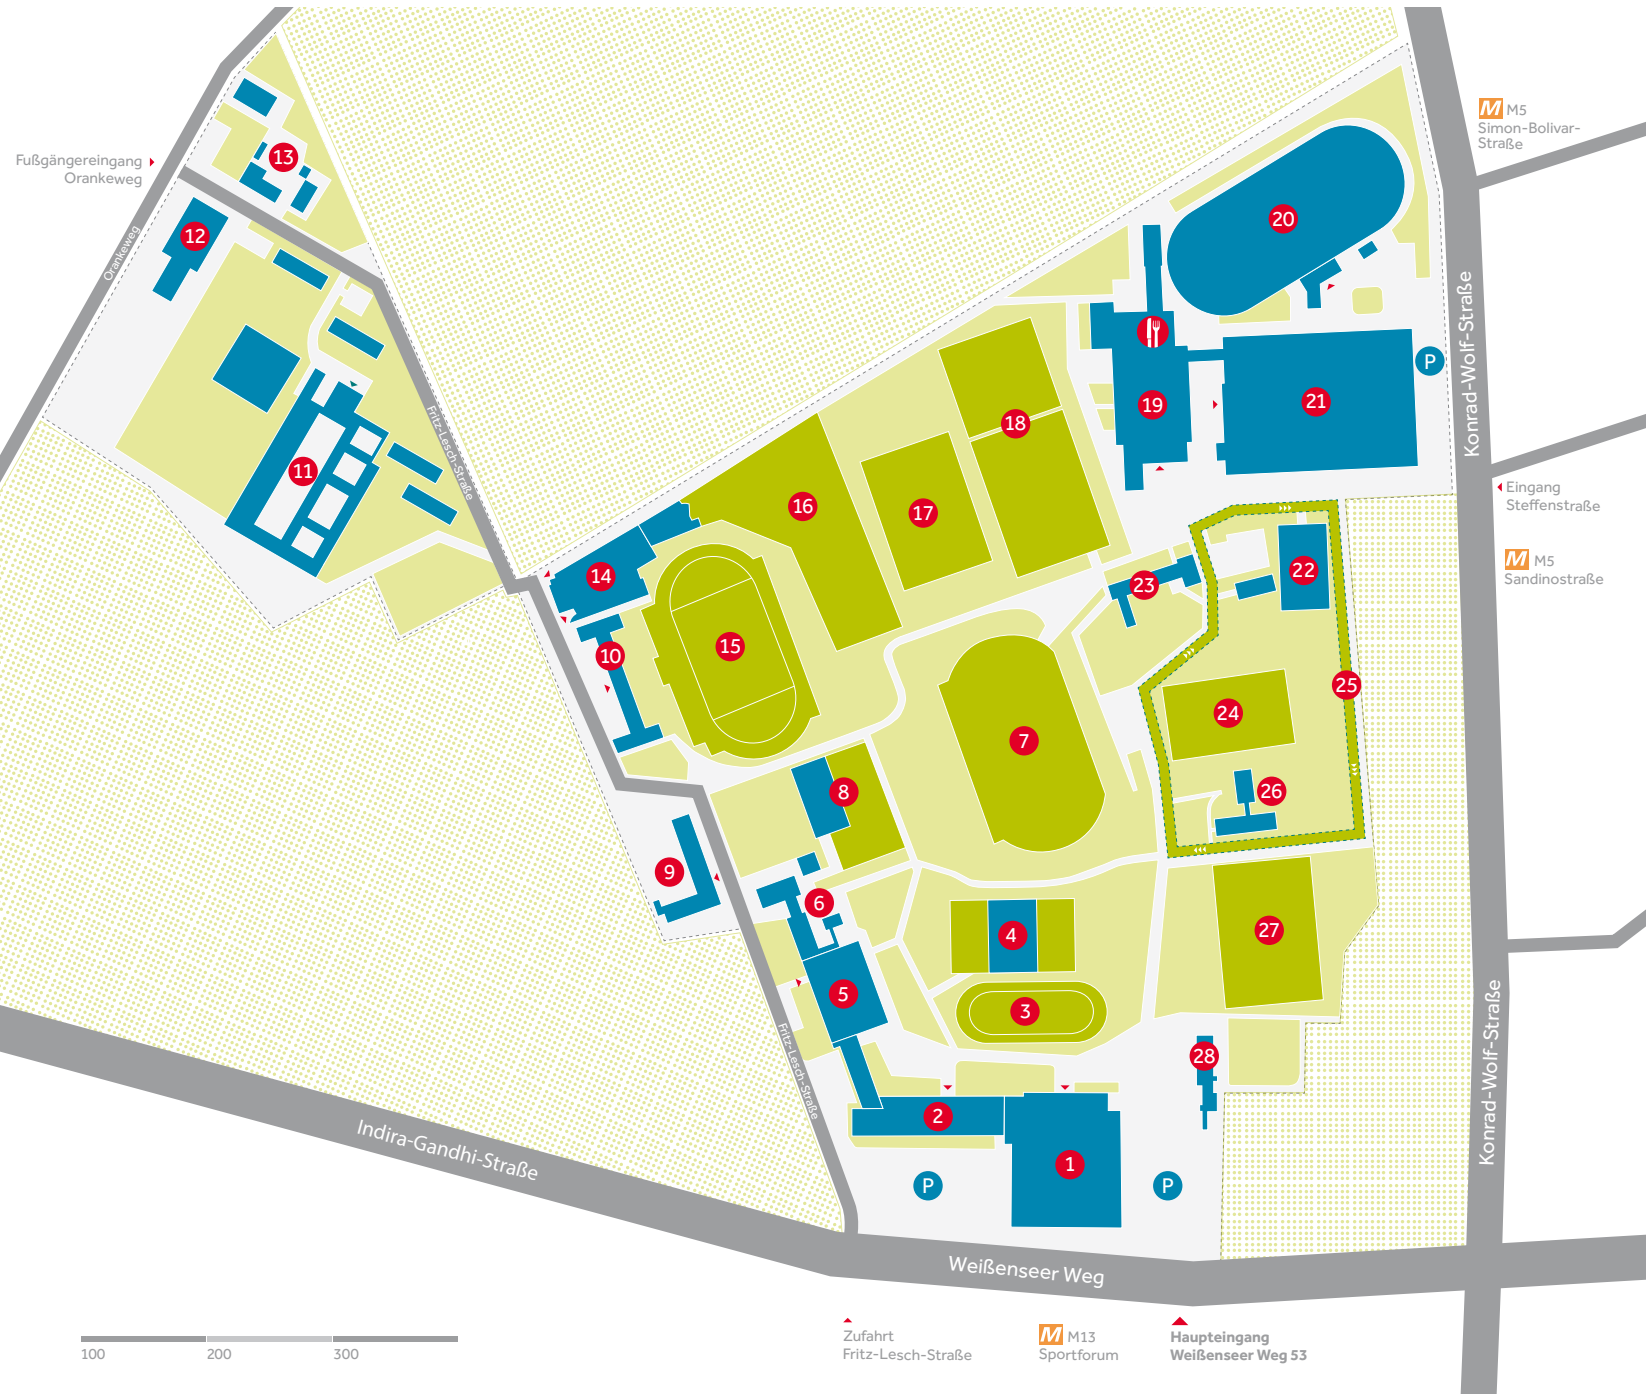 M M5
Simon-Bolivar-
Straße
Fußgängereingang
Orankeweg
13
20
12
Orankeweg
Konrad-Wolf-Straße
P
19
21
18
Fritz-Lesch-Straße
11
16
17
Eingang
Steffenstraße
M M5
Sandinostraße
14
23
22
15
10
25
24
7
8
26
9
6
4
27
5
3
28
Fritz-Lesch-Straße
Konrad-Wolf-Straße
2
1
P
P
Indira-Gandhi-Straße
Weißenseer Weg
Zufahrt
Fritz-Lesch-Straße
M M13
Sportforum
Haupteingang
Weißenseer Weg 53
100 200 300